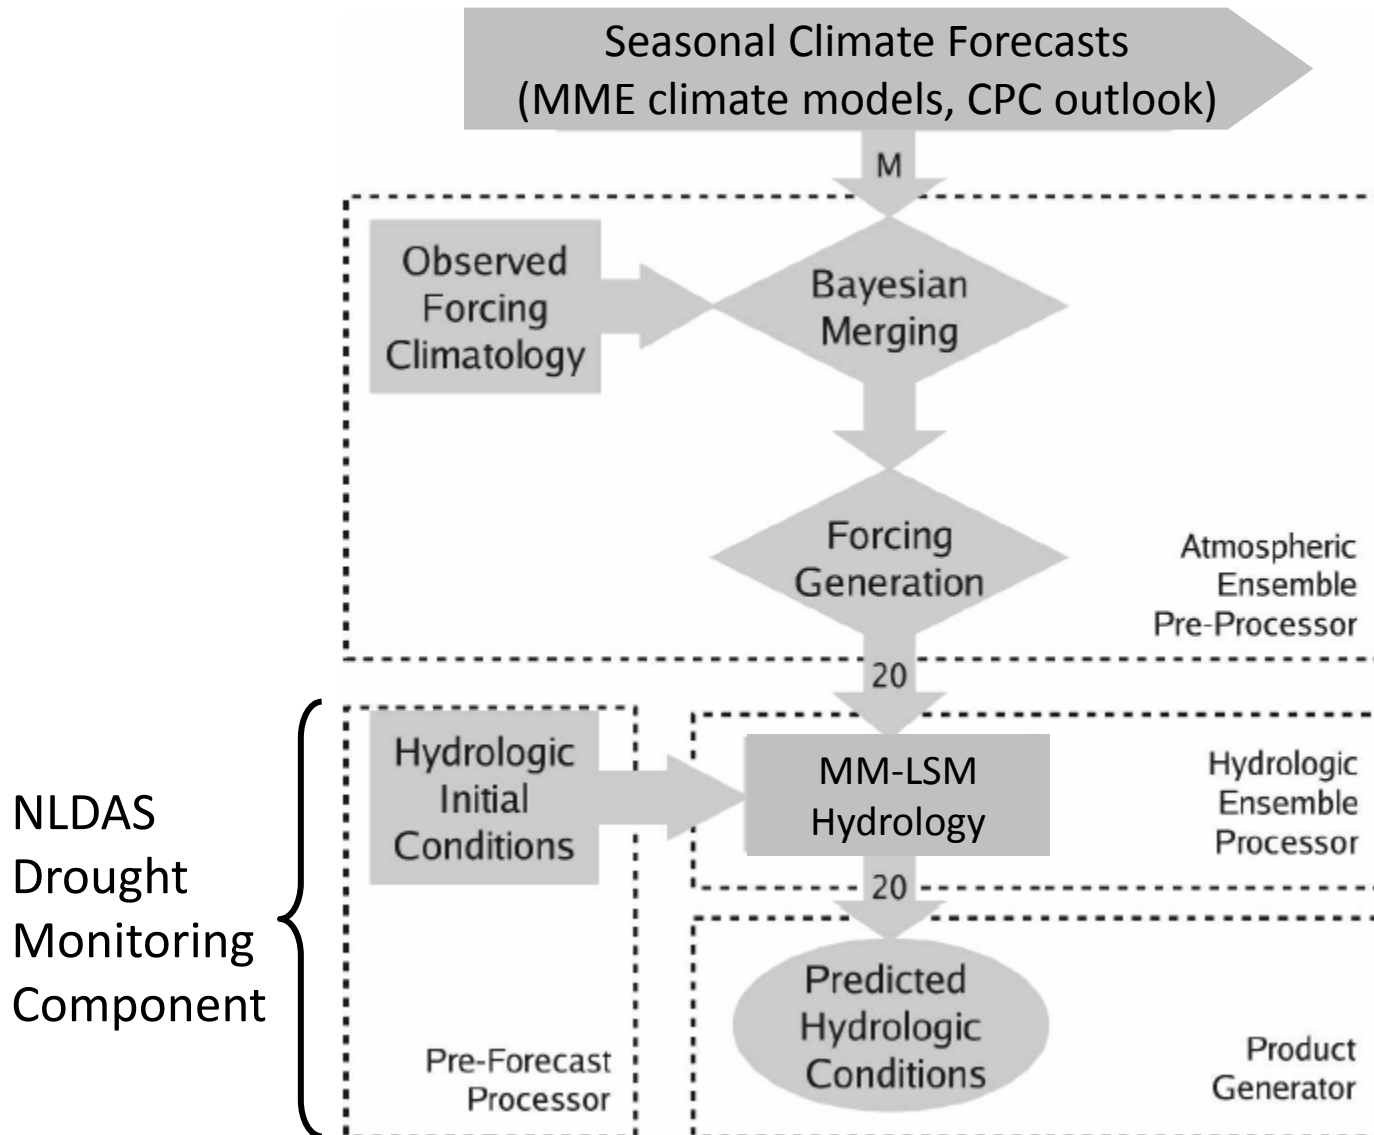 Seasonal Climate Forecasts
(MME climate models, CPC outlook)
M
Observed
Forcing
Climatology
Bayesian
Merging
Forcing
Generation
Atmospheric
Ensemble
Pre-Processor
20
Hydrologic
Initial
Conditions
MM-LSM
Hydrology
Hydrologic
Ensemble
Processor
NLDAS
Drought
Monitoring
Component
20
Predicted
Hydrologic
Conditions
Pre-Forecast
Processor
Product
Generator